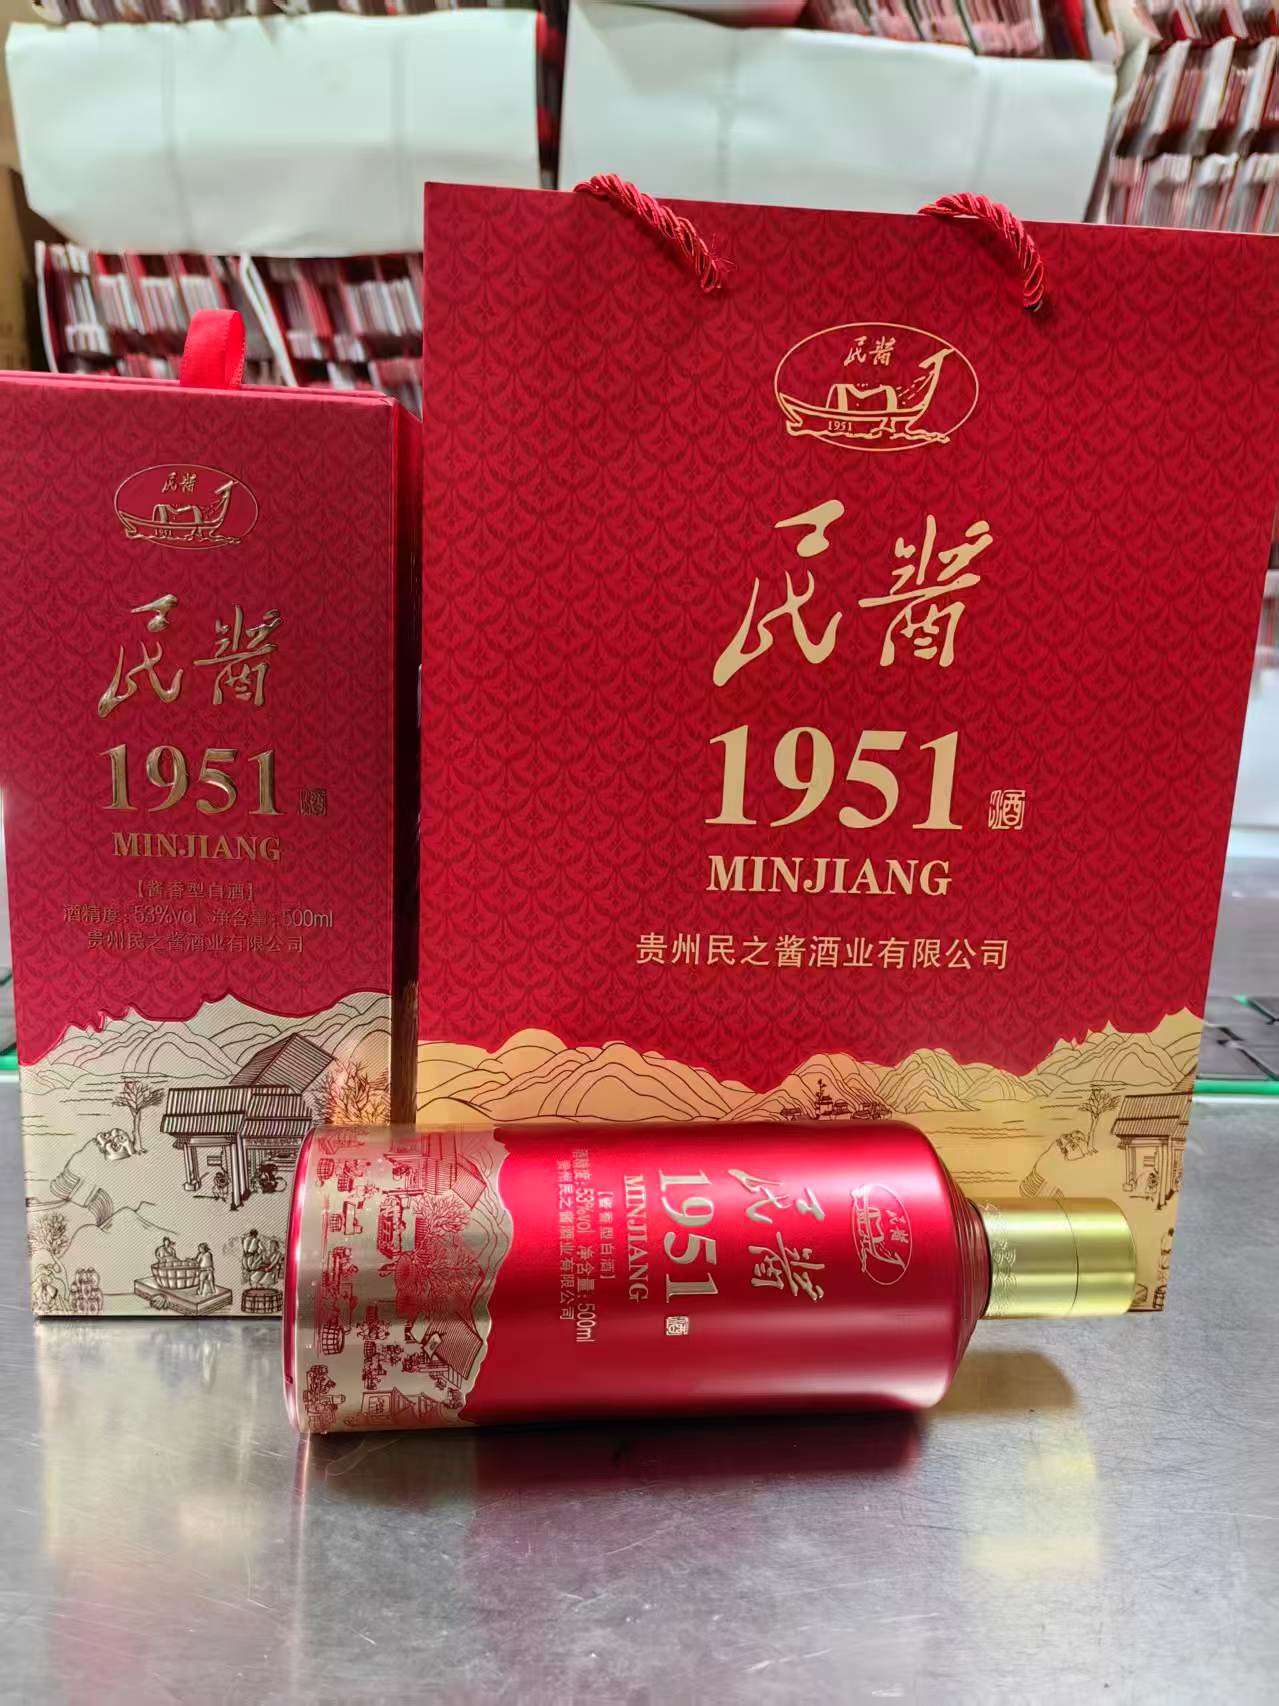 民酱
1951
民酱
1951 酒
MINJIANG
【酱香型白酒】
酒精度:53%vol 净含量:500ml
贵州民之酱酒业有限公司
民酱
1951
民酱
1951 酒
MINJIANG
贵州民之酱酒业有限公司
民酱
民酱
1951 酒
MINJIANG
【酱香型白酒】
酒精度:53%vol 净含量:500ml
贵州民之酱酒业有限公司